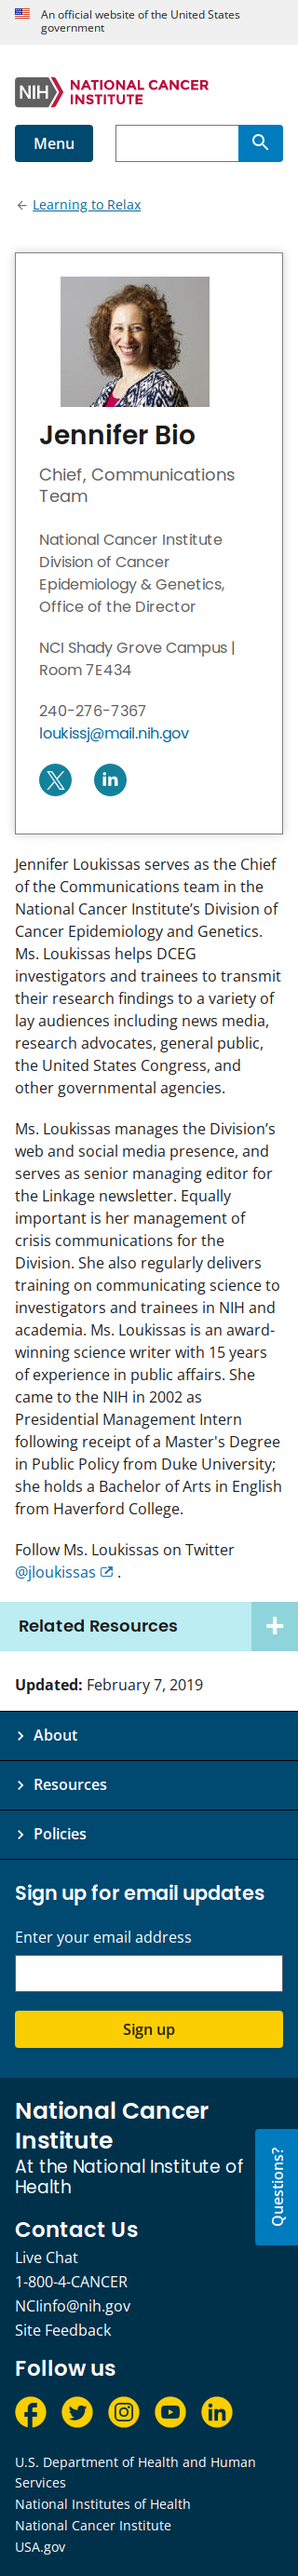 An official website of the United States
government
NIH NATIONAL CANCER
INSTITUTE
Menu
Learning to Relax
Jennifer Bio
Chief, Communications
Team
National Cancer Institute
Division of Cancer
Epidemiology & Genetics,
Office of the Director
NCI Shady Grove Campus |
Room 7E434
240-276-7367
loukissj@mail.nih.gov
Jennifer Loukissas serves as the Chief
of the Communications team in the
National Cancer Institute’s Division of
Cancer Epidemiology and Genetics.
Ms. Loukissas helps DCEG
investigators and trainees to transmit
their research findings to a variety of
lay audiences including news media,
research advocates, general public,
the United States Congress, and
other governmental agencies.
Ms. Loukissas manages the Division’s
web and social media presence, and
serves as senior managing editor for
the Linkage newsletter. Equally
important is her management of
crisis communications for the
Division. She also regularly delivers
training on communicating science to
investigators and trainees in NIH and
academia. Ms. Loukissas is an award-
winning science writer with 15 years
of experience in public affairs. She
came to the NIH in 2002 as
Presidential Management Intern
following receipt of a Master's Degree
in Public Policy from Duke University;
she holds a Bachelor of Arts in English
from Haverford College.
Follow Ms. Loukissas on Twitter
@jloukissas .
Related Resources
Updated: February 7, 2019
About
Resources
Policies
Sign up for email updates
Enter your email address
Sign up
National Cancer
Institute
At the National Institute of
Health
Questions?
Contact Us
Live Chat
1-800-4-CANCER
NCIinfo@nih.gov
Site Feedback
Follow us
U.S. Department of Health and Human
Services
National Institutes of Health
National Cancer Institute
USA.gov